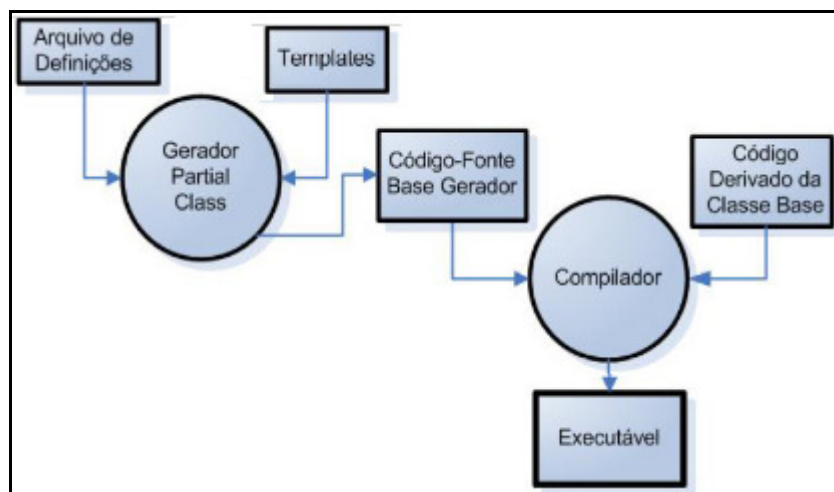 Arquivo de
Definições
Templates
Gerador
Partial
Class
Código-Fonte
Base Gerador
Código
Derivado da
Classe Base
Compilador
Executável